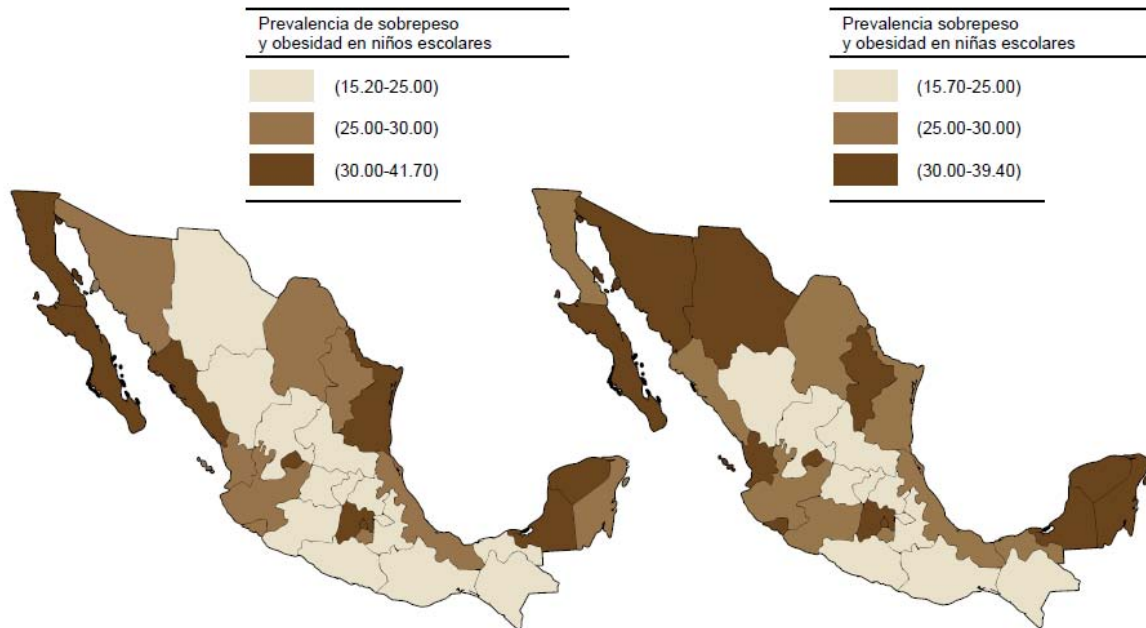 Prevalencia de sobrepeso
y obesidad en niños escolares
(15.20-25.00)
(25.00-30.00)
(30.00-41.70)
Prevalencia sobrepeso
y obesidad en niñas escolares
(15.70-25.00)
(25.00-30.00)
(30.00-39.40)